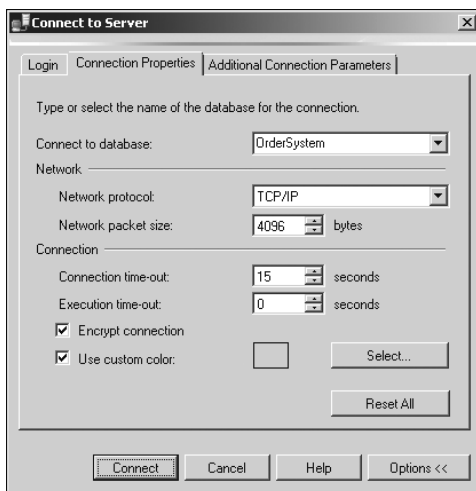 Connect to Server
Login Connection Properties Additional Connection Parameters
Type or select the name of the database for the connection.
Connect to database: OrderSystem
Network
Network protocol: TCP/IP
Network packet size: 4096 bytes
Connection
Connection time-out: 15 seconds
Execution time-out: 0 seconds
Encrypt connection
Use custom color: Select...
Reset All
Connect Cancel Help Options <<